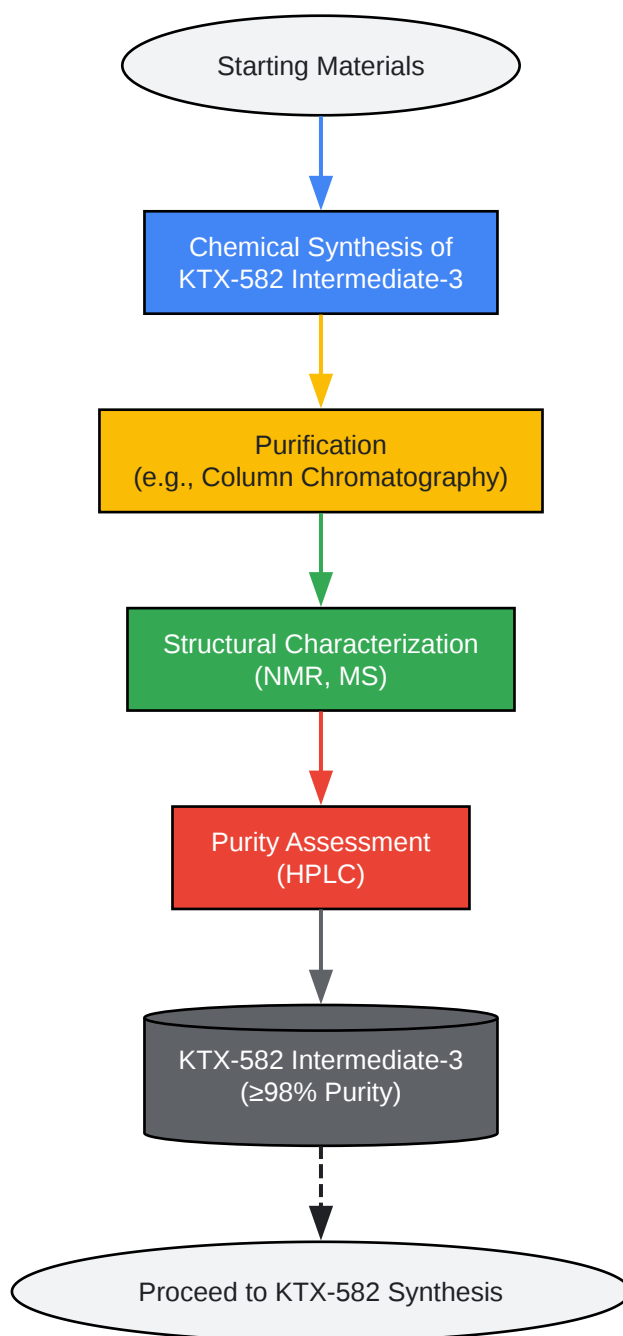 Starting Materials
Chemical Synthesis of
KTX-582 Intermediate-3
Purification
(e.g., Column Chromatography)
Structural Characterization
(NMR, MS)
Purity Assessment
(HPLC)
KTX-582 Intermediate-3
(≥98% Purity)
Proceed to KTX-582 Synthesis